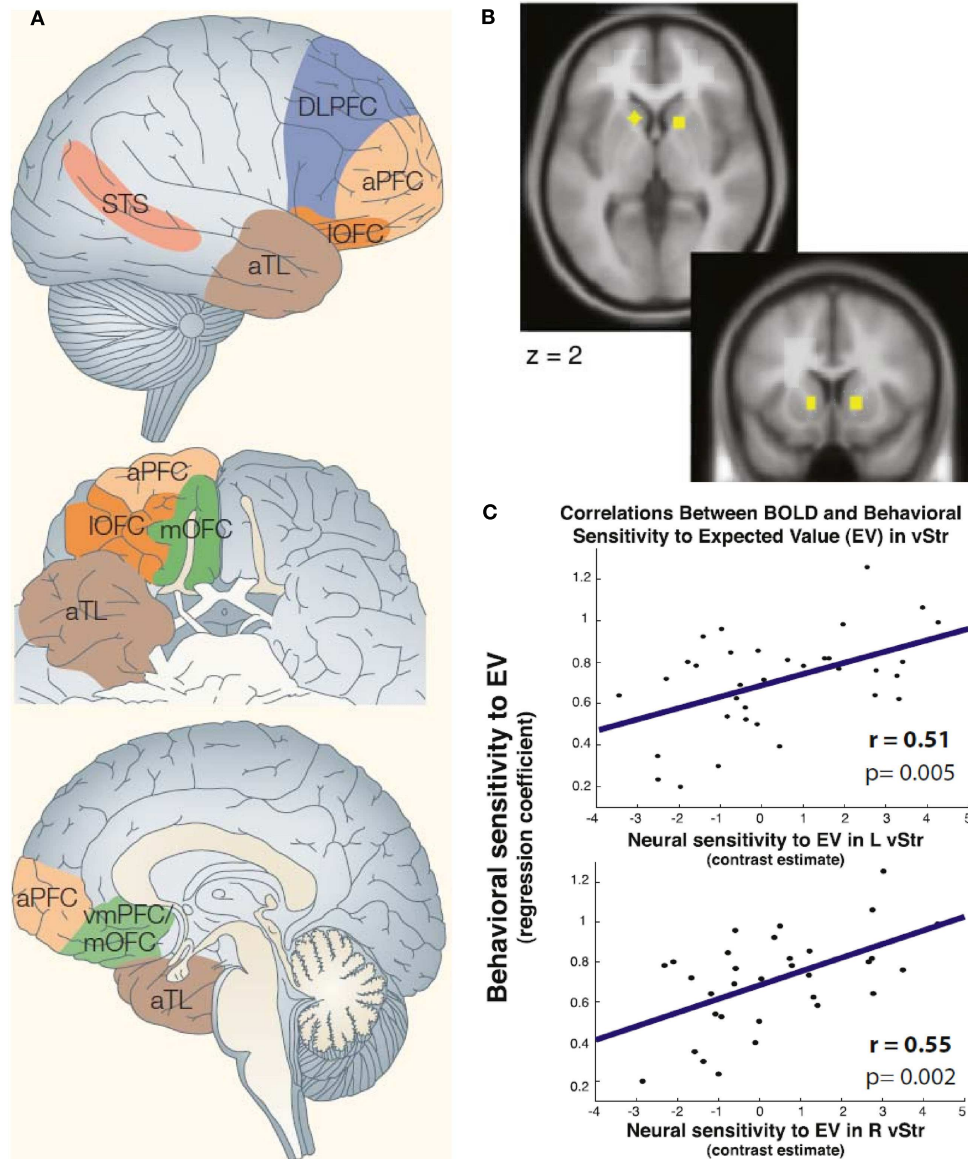 A
DLPFC
aPFC
STS
lOFC
aTL
aPFC
lOFC
mOFC
aTL
aPFC
vmPFC/
mOFC
aTL
B
z = 2
C
Correlations Between BOLD and Behavioral
Sensitivity to Expected Value (EV) in vStr
Behavioral sensitivity to EV
(regression coefficient)
1.2
1
0.8
0.6
0.4
0.2
r = 0.51
p= 0.005
-4 -3 -2 -1 0 1 2 3 4 5
Neural sensitivity to EV in L vStr
(contrast estimate)
1.2
1
0.8
0.6
0.4
0.2
r = 0.55
p= 0.002
-4 -3 -2 -1 0 1 2 3 4 5
Neural sensitivity to EV in R vStr
(contrast estimate)